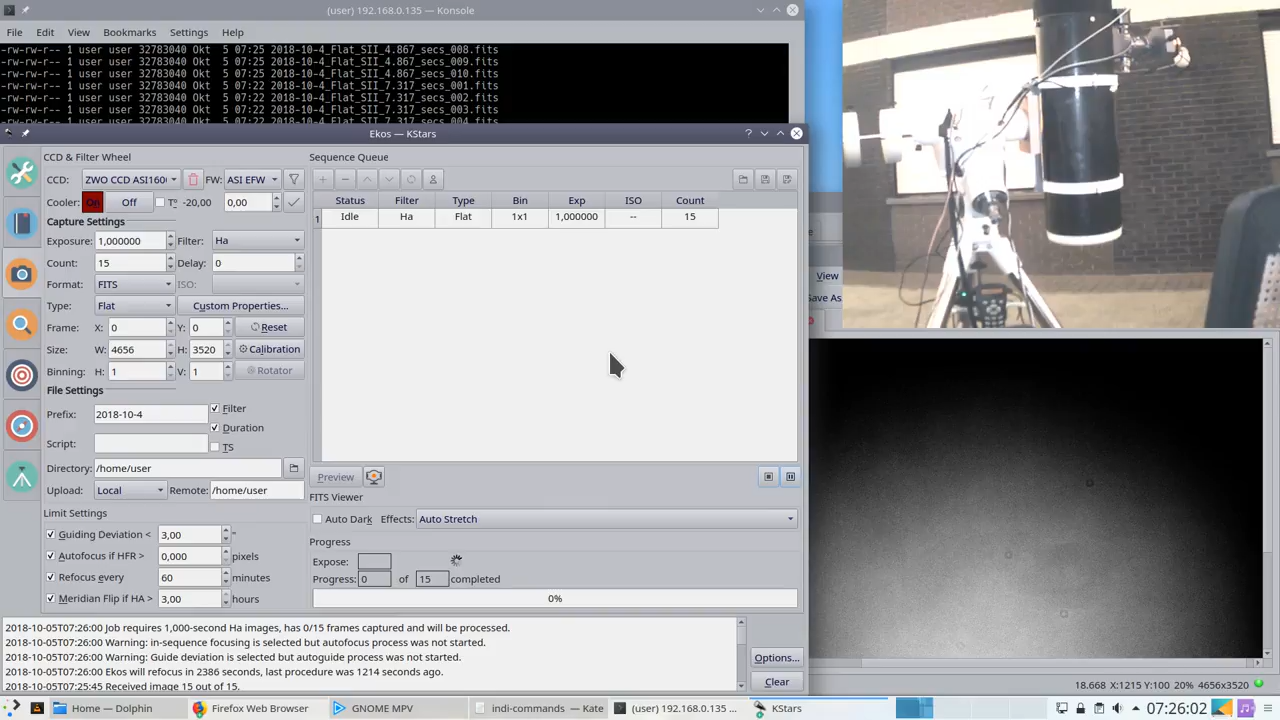 (user) 192.168.0.135 — Konsole
File Edit View Bookmarks Settings Help
-rw-rw-r-- 1 user user 32783040 Okt 5 07:25 2018-10-4_Flat_SII_4.867_secs_008.fits
-rw-rw-r-- 1 user user 32783040 Okt 5 07:25 2018-10-4_Flat_SII_4.867_secs_009.fits
-rw-rw-r-- 1 user user 32783040 Okt 5 07:25 2018-10-4_Flat_SII_4.867_secs_010.fits
-rw-rw-r-- 1 user user 32783040 Okt 5 07:22 2018-10-4_Flat_SII_7.317_secs_001.fits
-rw-rw-r-- 1 user user 32783040 Okt 5 07:22 2018-10-4_Flat_SII_7.317_secs_002.fits
-rw-rw-r-- 1 user user 32783040 Okt 5 07:22 2018-10-4_Flat_SII_7.317_secs_003.fits
-rw-rw-r-- 1 user user 32783040 Okt 5 07:22 2018-10-4_Flat_SII_7.317_secs_004.fits
Ekos — KStars
CCD & Filter Wheel
CCD: ZWO CCD ASI160 FW: ASI EFW
Cooler: On Off T° -20,00 0,00
Capture Settings
Exposure: 1,000000 Filter: Ha
Count: 15 Delay: 0
Format: FITS ISO:
Type: Flat Custom Properties...
Frame: X: 0 Y: 0 Reset
Size: W: 4656 H: 3520 Calibration
Binning: H: 1 V: 1 Rotator
File Settings
Prefix: 2018-10-4 Filter
Duration
Script: TS
Directory: /home/user
Upload: Local Remote: /home/user
Limit Settings
Guiding Deviation < 3,00 "
Autofocus if HFR > 0,000 pixels
Refocus every 60 minutes
Meridian Flip if HA > 3,00 hours
Sequence Queue
Status Filter Type Bin Exp ISO Count
1 Idle Ha Flat 1x1 1,000000 -- 15
Preview
FITS Viewer
Auto Dark Effects: Auto Stretch
Progress
Expose:
Progress: 0 of 15 completed
0%
2018-10-05T07:26:00 Job requires 1,000-second Ha images, has 0/15 frames captured and will be processed.
2018-10-05T07:26:00 Warning: in-sequence focusing is selected but autofocus process was not started.
2018-10-05T07:26:00 Warning: Guide deviation is selected but autoguide process was not started.
2018-10-05T07:26:00 Ekos will refocus in 2386 seconds, last procedure was 1214 seconds ago.
2018-10-05T07:25:45 Received image 15 out of 15.
Options...
Clear
View
ave As
18.668 X:1215 Y:100 20% 4656x3520
Home — Dolphin Firefox Web Browser GNOME MPV indi-commands — Kate (user) 192.168.0.135 ... KStars 07:26:02